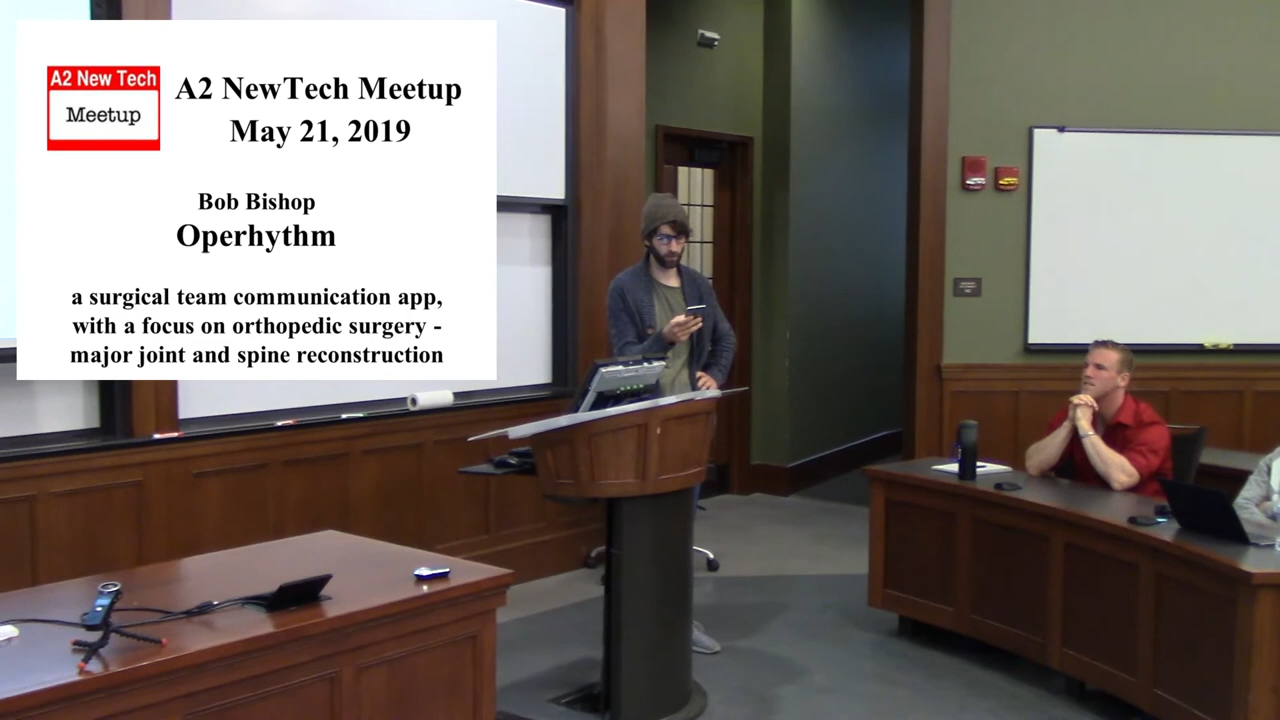 A2 New Tech
Meetup
A2 NewTech Meetup
May 21, 2019
Bob Bishop
Operhythm
a surgical team communication app,
with a focus on orthopedic surgery -
major joint and spine reconstruction